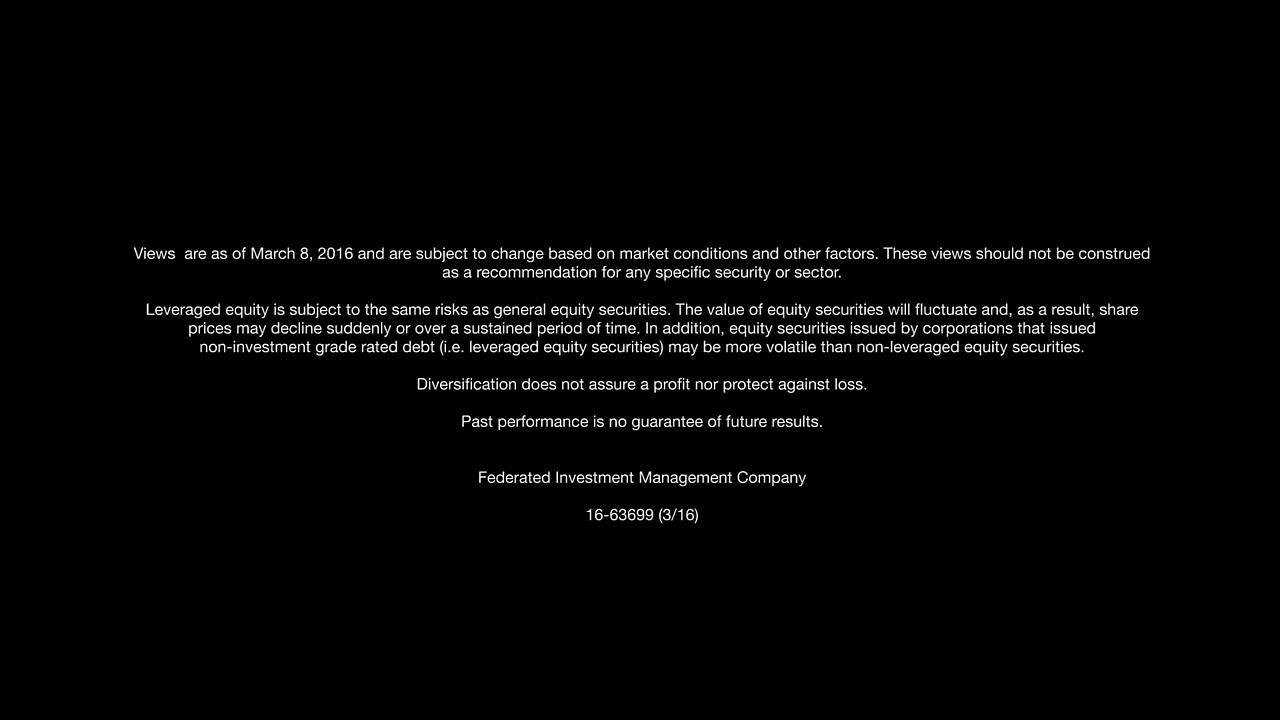 Views  are as of March 8, 2016 and are subject to change based on market conditions and other factors. These views should not be construed
as a recommendation for any specific security or sector.
Leveraged equity is subject to the same risks as general equity securities. The value of equity securities will fluctuate and, as a result, share
prices may decline suddenly or over a sustained period of time. In addition, equity securities issued by corporations that issued
non-investment grade rated debt (i.e. leveraged equity securities) may be more volatile than non-leveraged equity securities.
Diversification does not assure a profit nor protect against loss.
Past performance is no guarantee of future results.
Federated Investment Management Company
16-63699 (3/16)